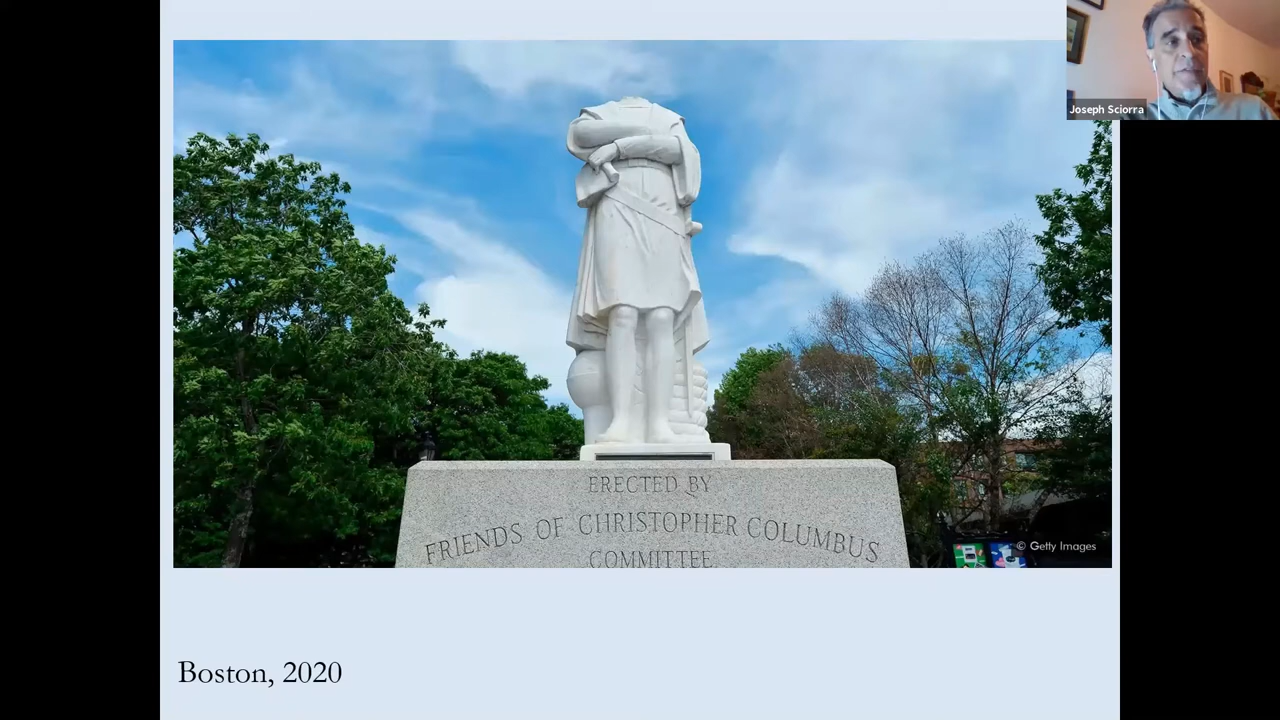 Joseph Sciorra
ERECTED BY
FRIENDS OF CHRISTOPHER COLUMBUS
COMMITTEE
© Getty Images
Boston, 2020